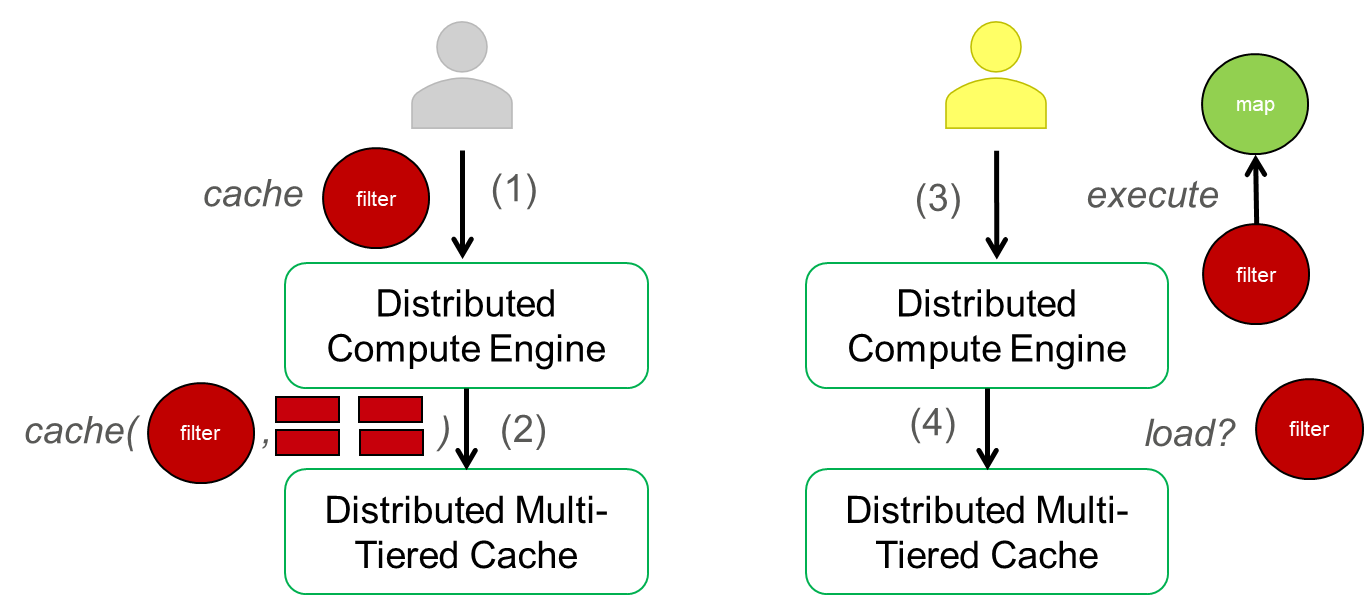 cache
filter
(1)
Distributed
Compute Engine
cache(
filter
,
)
(2)
Distributed Multi-
Tiered Cache
(3)
execute
map
filter
Distributed
Compute Engine
(4)
load?
filter
Distributed Multi-
Tiered Cache